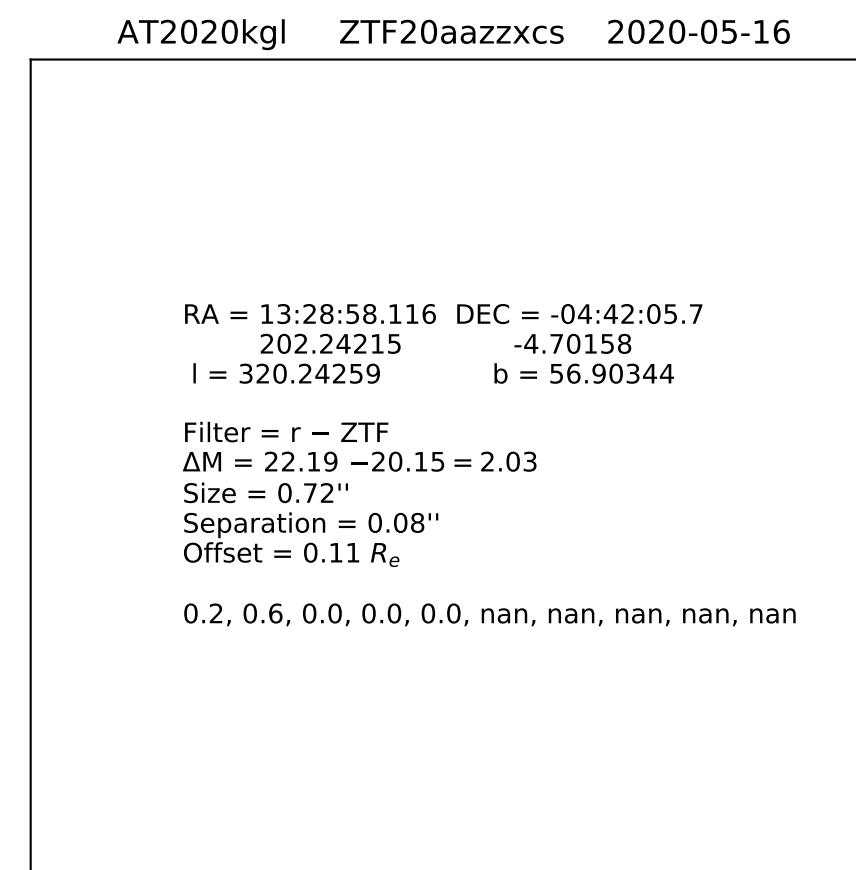 AT2020kgl ZTF20aazzxcs 2020-05-16
RA = 13:28:58.116 DEC = -04:42:05.7
202.24215 -4.70158
l = 320.24259 b = 56.90344
Filter = r − ZTF
ΔM = 22.19 −20.15 = 2.03
Size = 0.72''
Separation = 0.08''
Offset = 0.11 Re
0.2, 0.6, 0.0, 0.0, 0.0, nan, nan, nan, nan, nan